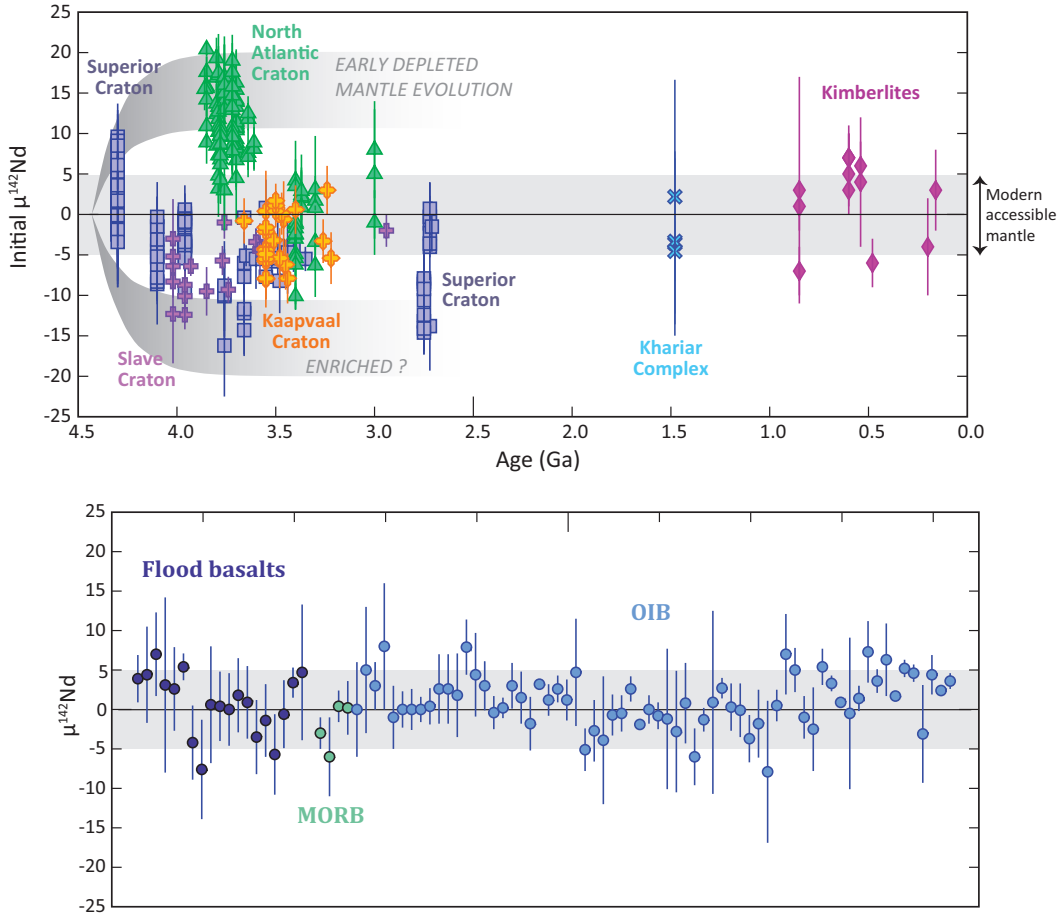 25
20
15
10
5
0
-5
-10
-15
-20
-25
Initial μ¹⁴²Nd
Superior
Craton
North
Atlantic
Craton
EARLY DEPLETED
MANTLE EVOLUTION
Kimberlites
Modern
accessible
mantle
Slave
Craton
Kaapvaal
Craton
ENRICHED ?
Superior
Craton
Khariar
Complex
4.5
4.0
3.5
3.0
2.5
2.0
1.5
1.0
0.5
0.0
Age (Ga)
25
20
15
10
5
0
-5
-10
-15
-20
-25
μ¹⁴²Nd
Flood basalts
MORB
OIB